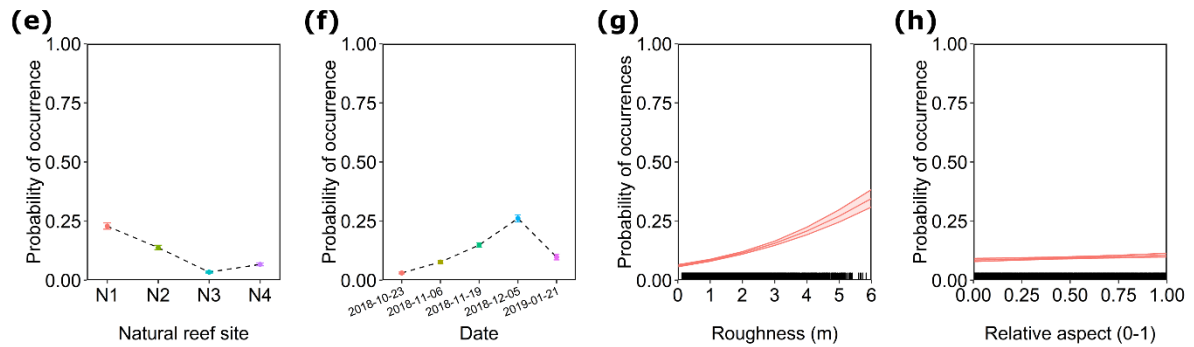 (e)
Probability of occurrence
1.00
0.75
0.50
0.25
0.00
N1 N2 N3 N4
Natural reef site
(f)
Probability of occurrence
1.00
0.75
0.50
0.25
0.00
2018-10-23 2018-11-06 2018-11-19 2018-12-05 2019-01-21
Date
(g)
Probability of occurrences
1.00
0.75
0.50
0.25
0.00
0 1 2 3 4 5 6
Roughness (m)
(h)
Probability of occurrence
1.00
0.75
0.50
0.25
0.00
0.00 0.25 0.50 0.75 1.00
Relative aspect (0-1)